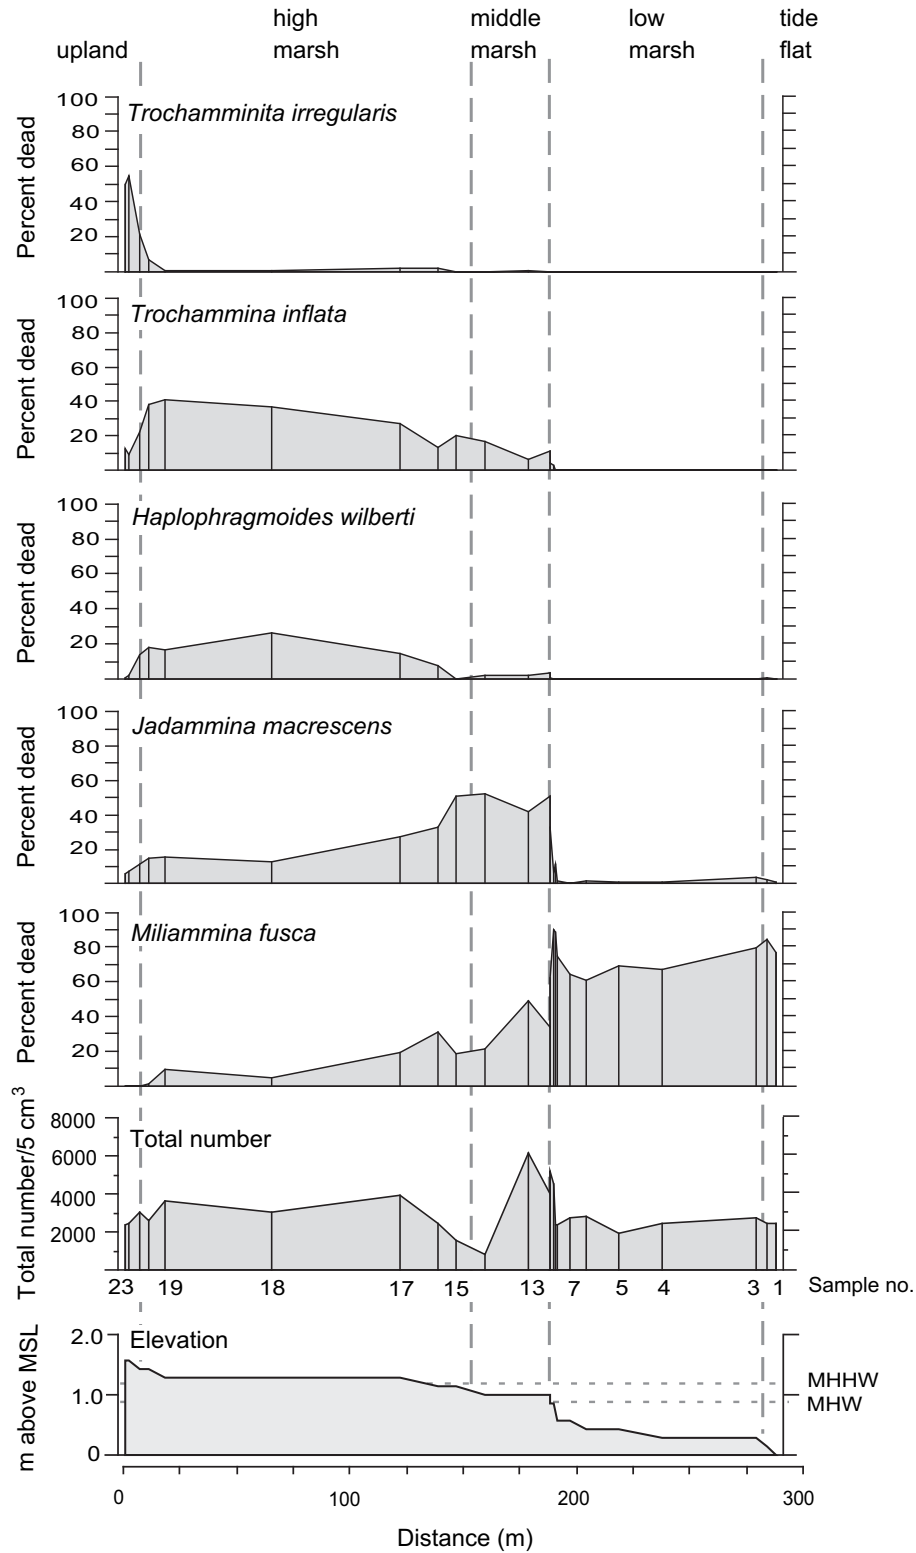 high middle low tide
upland marsh marsh marsh flat
100
80
60
40
20
Percent dead
Trochamminita irregularis
100
80
60
40
20
Percent dead
Trochammina inflata
100
80
60
40
20
Percent dead
Haplophragmoides wilberti
100
80
60
40
20
Percent dead
Jadammina macrescens
100
80
60
40
20
Percent dead
Miliammina fusca
8000
6000
4000
2000
Total number/5 cm³
Total number
23 19 18 17 15 13 7 5 4 3 1 Sample no.
2.0
1.0
0
m above MSL
Elevation
MHHW
MHW
0 100 200 300
Distance (m)